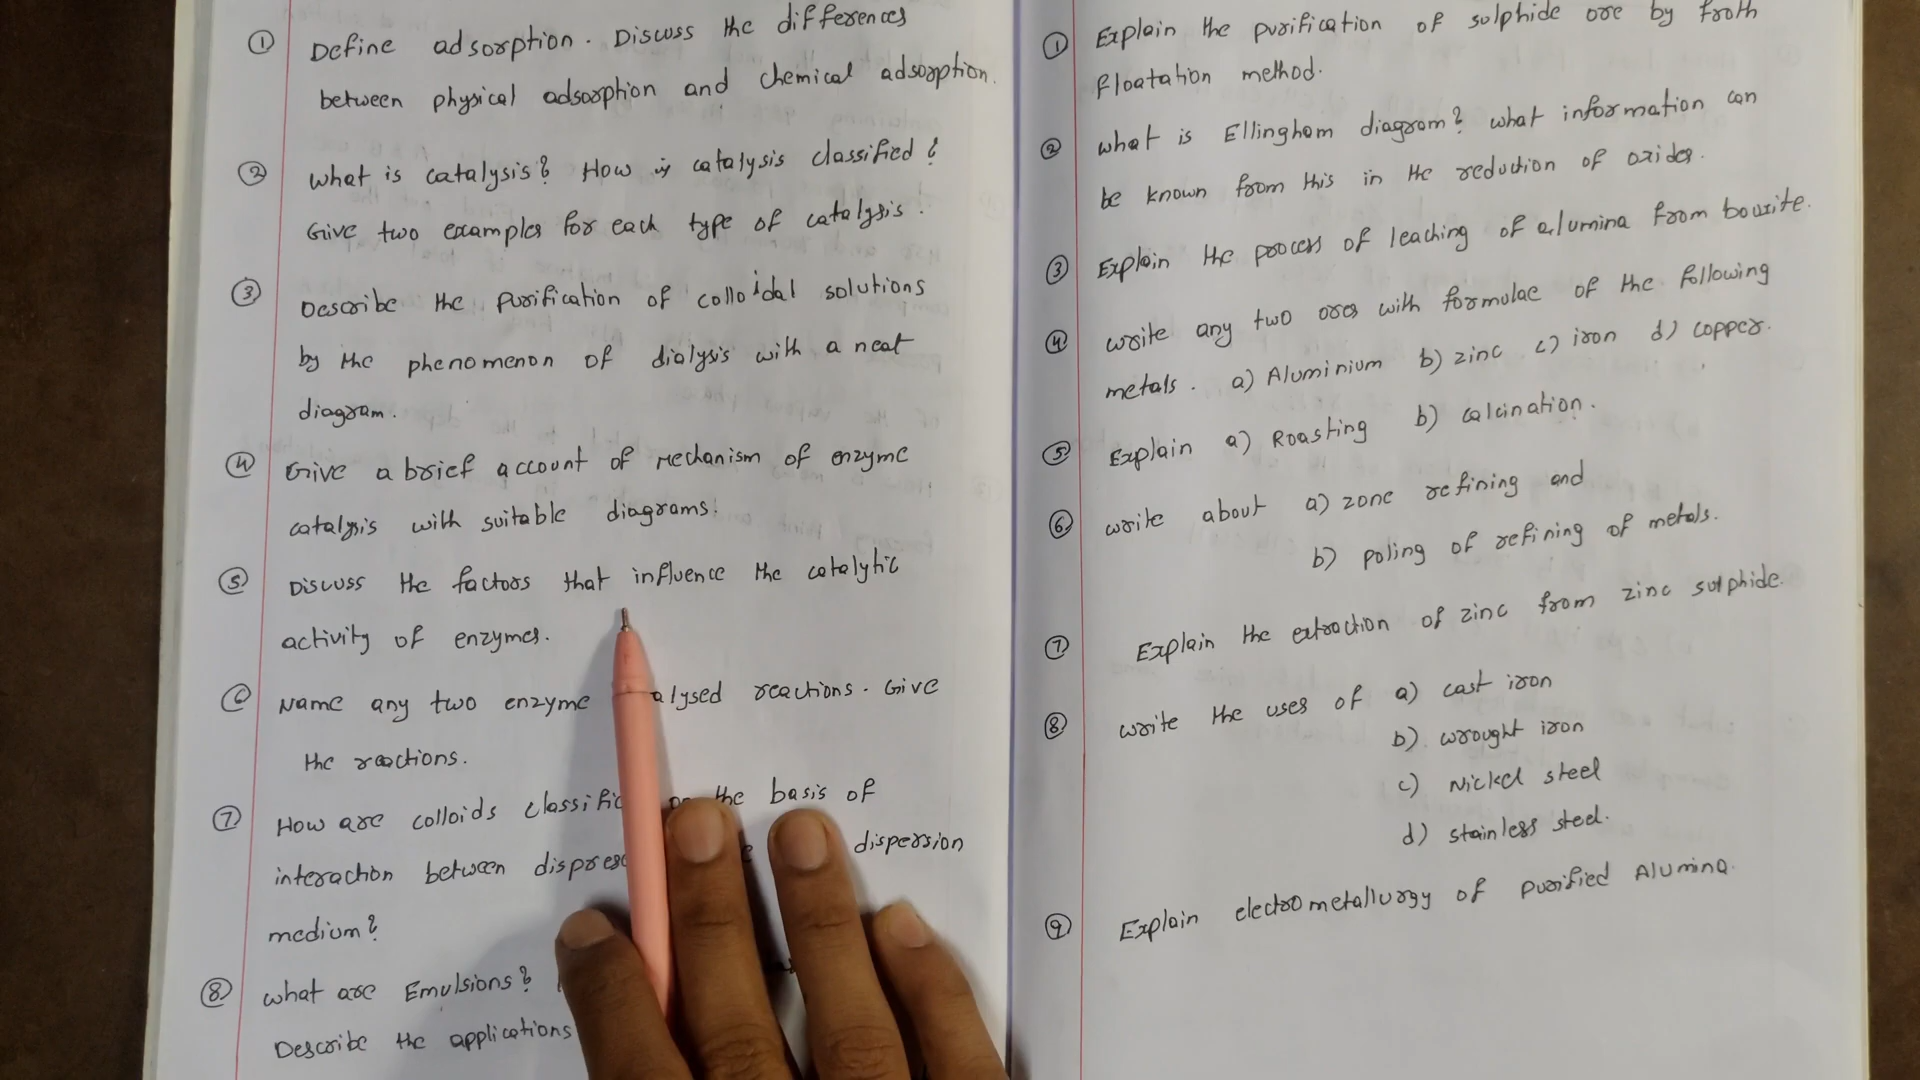 ① Define adsorption. Discuss the differences
between physical adsorption and chemical adsorption.
② what is catalysis? How is catalysis classified?
Give two examples for each type of catalysis.
③ Describe the purification of colloidal solutions
by the phenomenon of dialysis with a neat
diagram.
④ Give a brief account of mechanism of enzyme
catalysis with suitable diagrams.
⑤ Discuss the factors that influence the catalytic
activity of enzymes.
⑥ Name any two enzyme alysed reactions. Give
the reactions.
⑦ How are colloids classific the basis of
interaction between dispres dispersion
medium?
⑧ what are Emulsions?
Describe the applications
① Explain the purification of sulphide ore by froth
floatation method.
② what is Ellingham diagram? what information can
be known from this in the reduction of oxides.
③ Explain the process of leaching of alumina from bauxite.
④ write any two ores with formulae of the following
metals. a) Aluminium b) zinc c) iron d) copper.
⑤ Explain a) Roasting b) calcination.
⑥ write about a) zone refining and
b) poling of refining of metals.
⑦ Explain the extraction of zinc from zinc sulphide.
⑧ write the uses of a) cast iron
b) wrought iron
c) Nickel steel
d) stainless steel.
⑨ Explain electrometallurgy of purified Alumina.